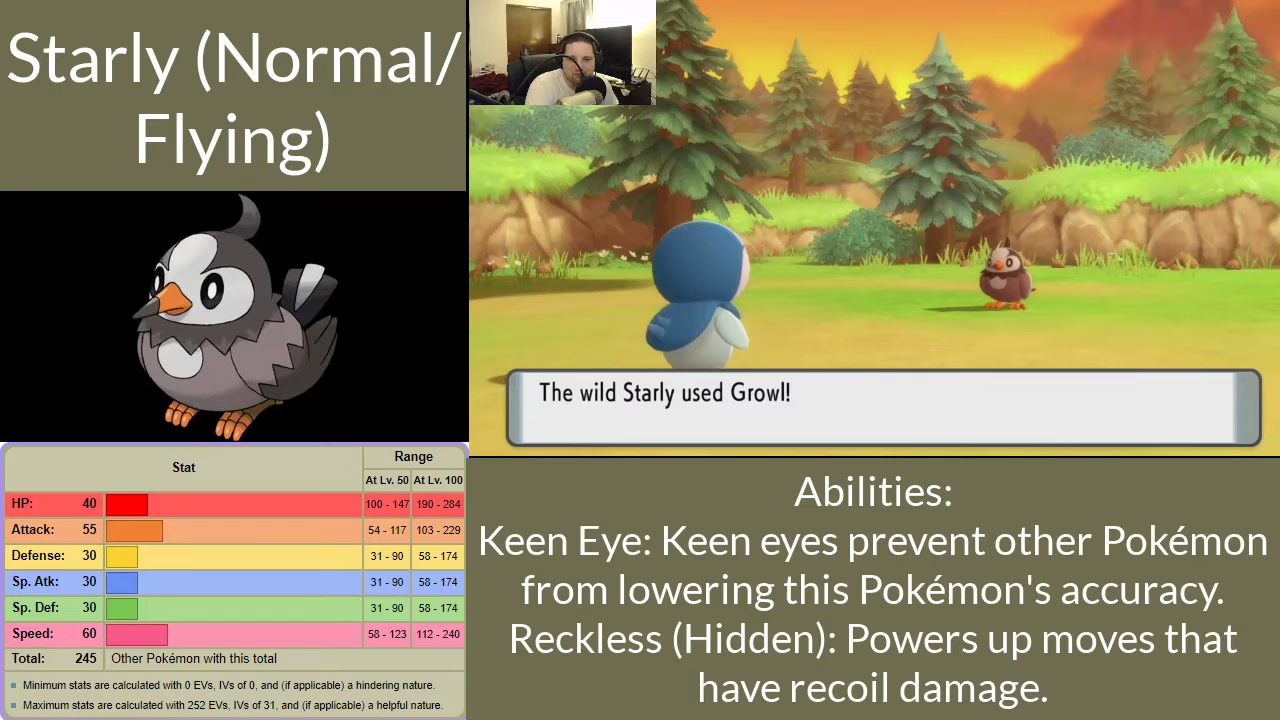 Starly (Normal/
Flying)
The wild Starly used Growl!
Stat
Range
At Lv. 50 At Lv. 100
HP: 40 100 - 147 190 - 284
Attack: 55 54 - 117 103 - 229
Defense: 30 31 - 90 58 - 174
Sp. Atk: 30 31 - 90 58 - 174
Sp. Def: 30 31 - 90 58 - 174
Speed: 60 58 - 123 112 - 240
Total: 245 Other Pokémon with this total
Minimum stats are calculated with 0 EVs, IVs of 0, and (if applicable) a hindering nature.
Maximum stats are calculated with 252 EVs, IVs of 31, and (if applicable) a helpful nature.
Abilities:
Keen Eye: Keen eyes prevent other Pokémon
from lowering this Pokémon's accuracy.
Reckless (Hidden): Powers up moves that
have recoil damage.